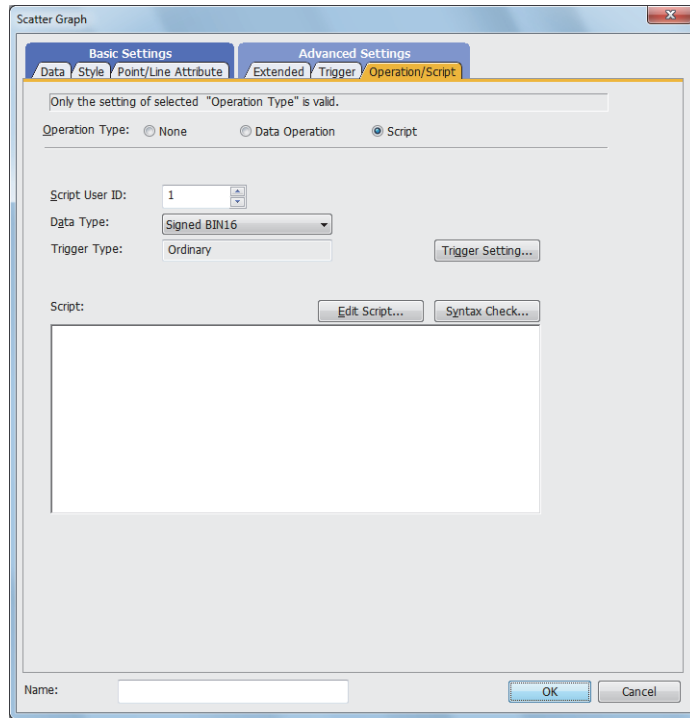 Scatter Graph
Basic Settings Advanced Settings
Data Style Point/Line Attribute Extended Trigger Operation/Script
Only the setting of selected "Operation Type" is valid.
Operation Type: None Data Operation Script
Script User ID: 1
Data Type: Signed BIN16
Trigger Type: Ordinary Trigger Setting...
Script: Edit Script... Syntax Check...
Name: OK Cancel